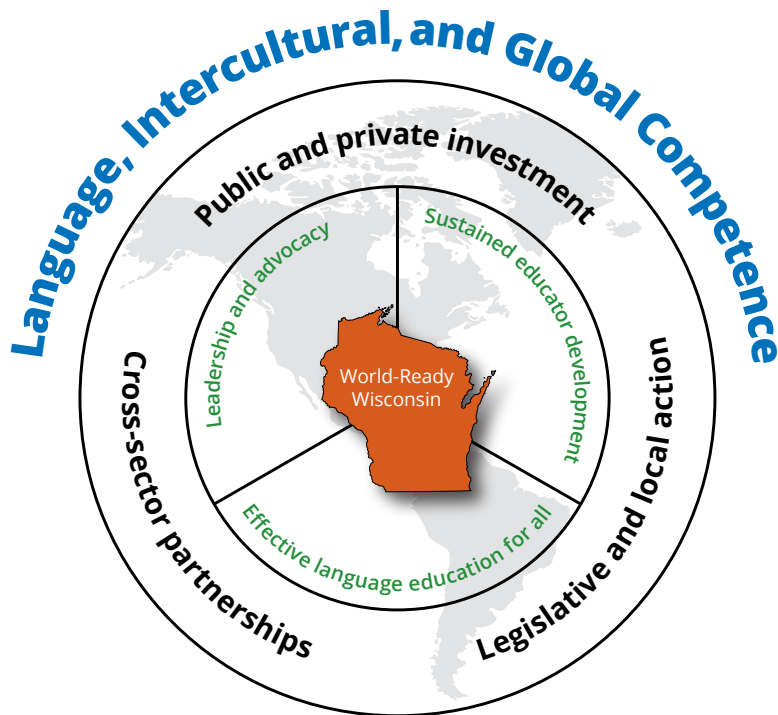 Language, Intercultural, and Global Competence
Public and private investment
Leadership and advocacy
Sustained educator development
World-Ready
Wisconsin
Effective language education for all
Cross-sector partnerships
Legislative and local action